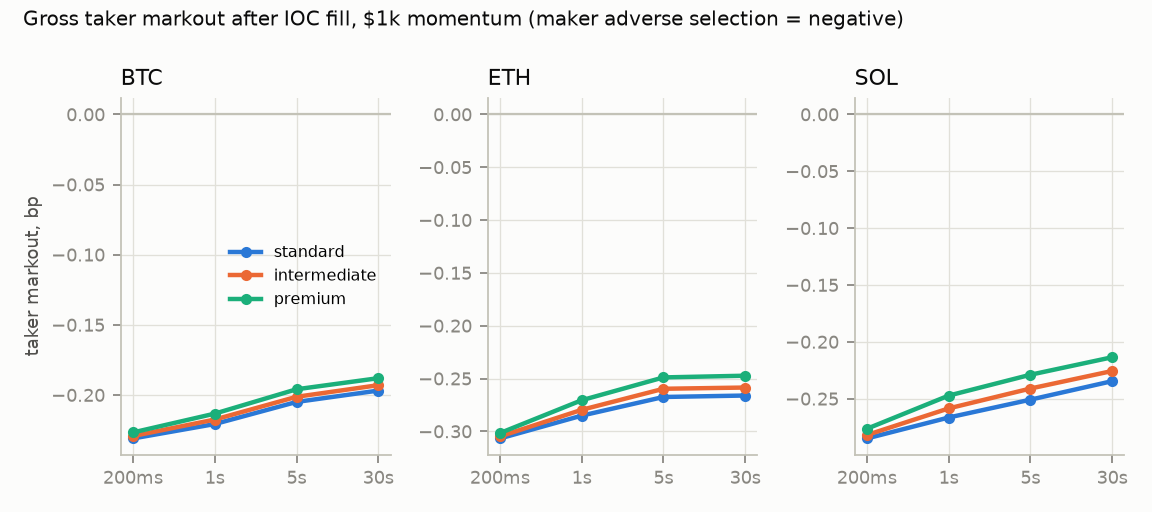 Gross taker markout after IOC fill, $1k momentum (maker adverse selection = negative)
BTC
ETH
SOL
taker markout, bp
0.00
−0.05
−0.10
−0.15
−0.20
standard
intermediate
premium
200ms
1s
5s
30s
0.00
−0.05
−0.10
−0.15
−0.20
−0.25
−0.30
200ms
1s
5s
30s
0.00
−0.05
−0.10
−0.15
−0.20
−0.25
200ms
1s
5s
30s